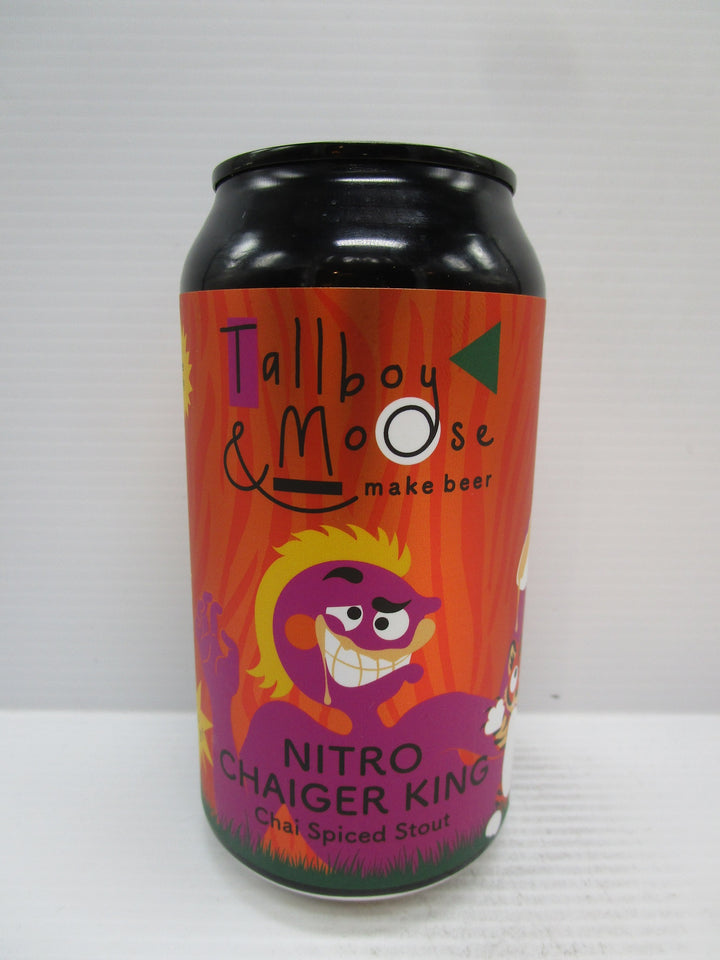 Tallboy
& Moose
make beer
NITRO
CHAIGER KING
Chai Spiced Stout